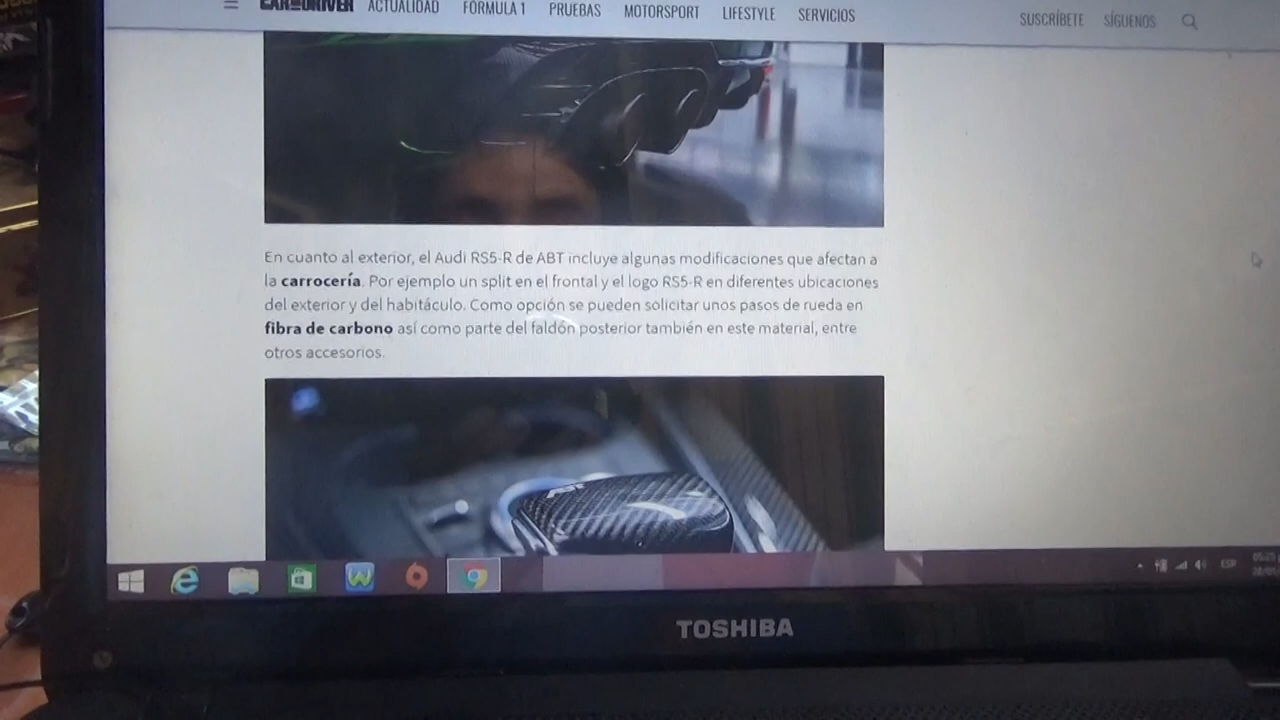 CAR AND DRIVER ACTUALIDAD FÓRMULA 1 PRUEBAS MOTORSPORT LIFESTYLE SERVICIOS SUSCRÍBETE SÍGUENOS
En cuanto al exterior, el Audi RS5-R de ABT incluye algunas modificaciones que afectan a
la carrocería. Por ejemplo un split en el frontal y el logo RS5-R en diferentes ubicaciones
del exterior y del habitáculo. Como opción se pueden solicitar unos pasos de rueda en
fibra de carbono así como parte del faldón posterior también en este material, entre
otros accesorios.
ABT
ESP
TOSHIBA